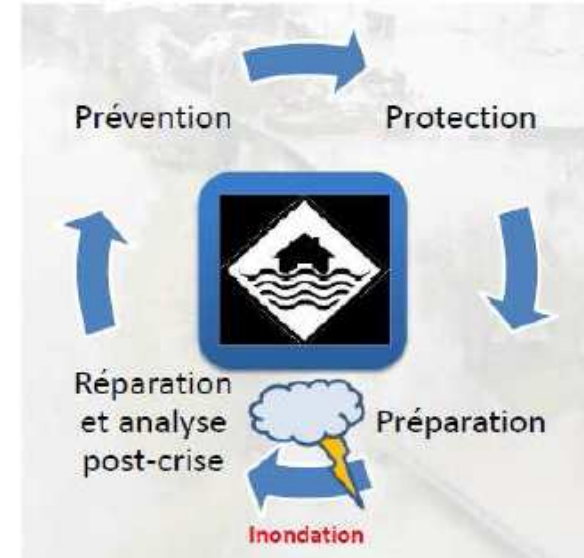 Prévention
Protection
Préparation
Réparation
et analyse
post-crise
Inondation